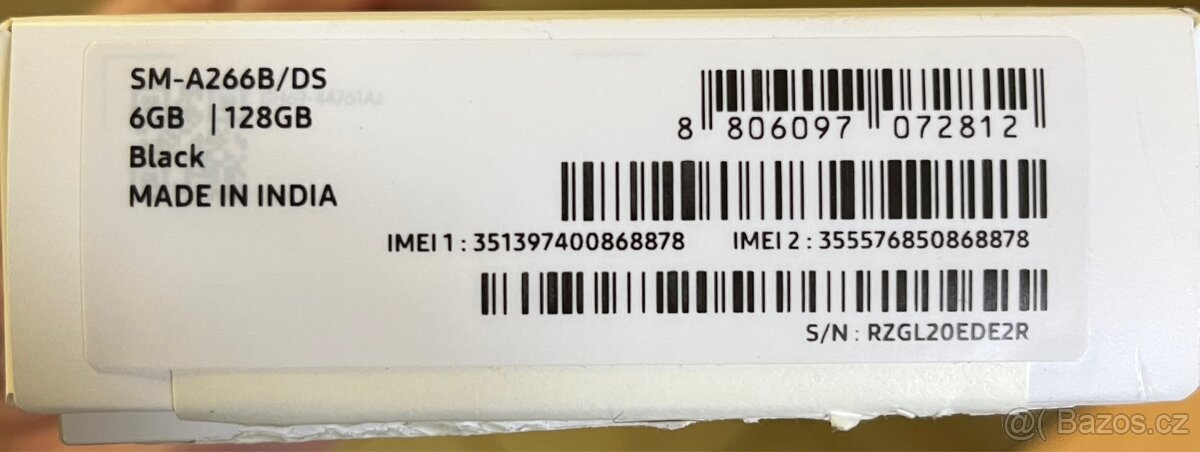 SM-A266B/DS
6GB | 128GB
Black
MADE IN INDIA
8 806097 072812
IMEI 1 : 351397400868878 IMEI 2 : 355576850868878
S/N : RZGL20EDE2R
@( Bazos.cz